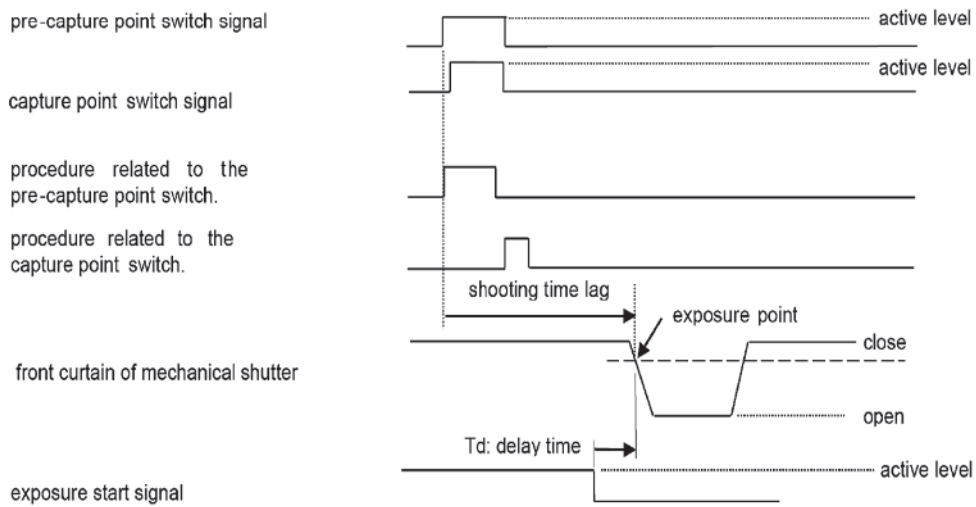 pre-capture point switch signal
active level
active level
capture point switch signal
procedure related to the
pre-capture point switch.
procedure related to the
capture point switch.
shooting time lag
exposure point
close
front curtain of mechanical shutter
open
Td: delay time
active level
exposure start signal